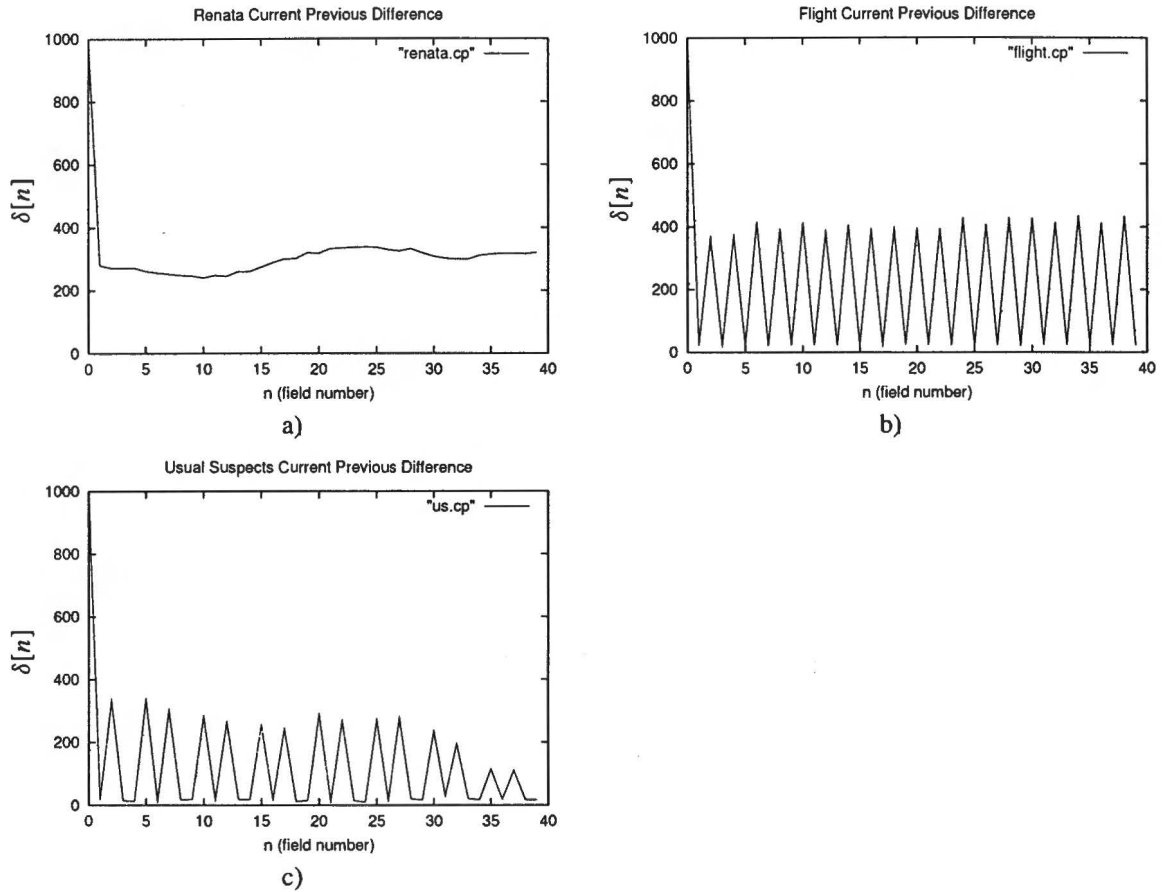 Renata Current Previous Difference
1000
800
600
400
200
0
δ[n]
"renata.cp"
0 5 10 15 20 25 30 35 40
n (field number)
a)
Flight Current Previous Difference
1000
800
600
400
200
0
δ[n]
"flight.cp"
0 5 10 15 20 25 30 35 40
n (field number)
b)
Usual Suspects Current Previous Difference
1000
800
600
400
200
0
δ[n]
"us.cp"
0 5 10 15 20 25 30 35 40
n (field number)
c)